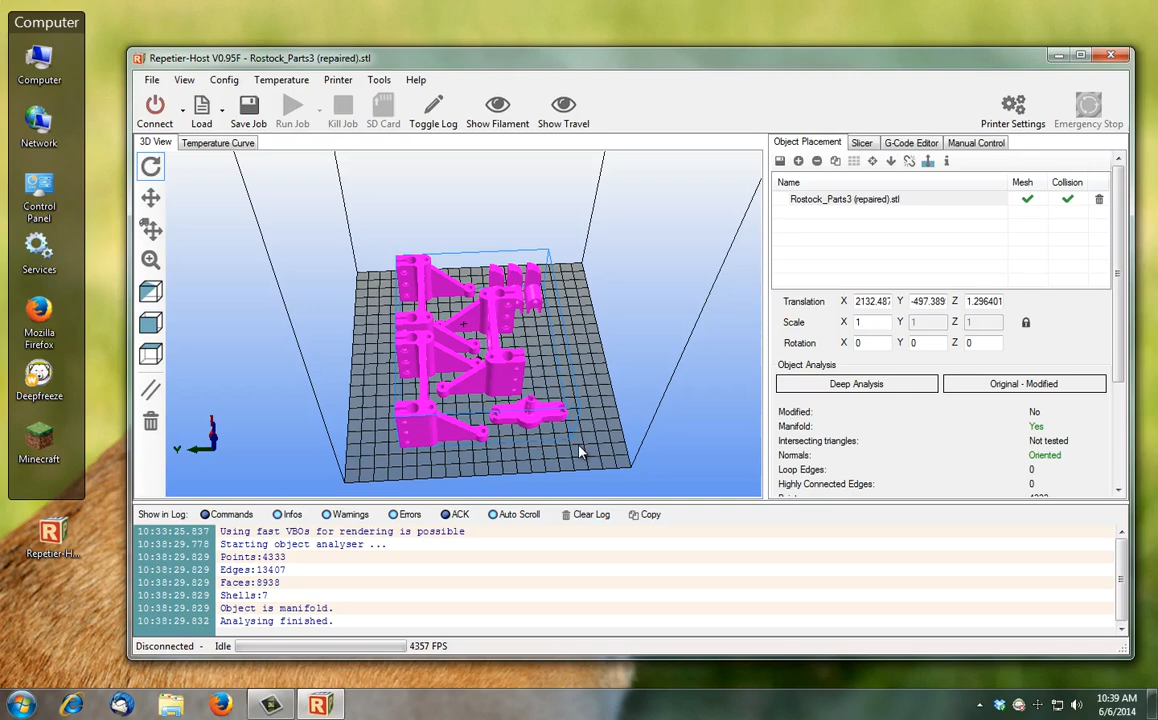 Computer
Computer
Network
Control
Panel
Services
Mozilla
Firefox
Deepfreeze
Minecraft
Repetier-H...
Repetier-Host V0.95F - Rostock_Parts3 (repaired).stl
File View Config Temperature Printer Tools Help
Connect Load Save Job Run Job Kill Job SD Card Toggle Log Show Filament Show Travel Printer Settings Emergency Stop
3D View Temperature Curve
Object Placement Slicer G-Code Editor Manual Control
Name Mesh Collision
Rostock_Parts3 (repaired).stl
Translation X 2132.487 Y -497.389 Z 1.296401
Scale X 1 Y 1 Z 1
Rotation X 0 Y 0 Z 0
Object Analysis
Deep Analysis Original - Modified
Modified: No
Manifold: Yes
Intersecting triangles: Not tested
Normals: Oriented
Loop Edges: 0
Highly Connected Edges: 0
Y
Show in Log: Commands Infos Warnings Errors ACK Auto Scroll Clear Log Copy
10:33:25.837 Using fast VBOs for rendering is possible
10:38:29.778 Starting object analyser ...
10:38:29.829 Points:4333
10:38:29.829 Edges:13407
10:38:29.829 Faces:8938
10:38:29.829 Shells:7
10:38:29.829 Object is manifold.
10:38:29.832 Analysing finished.
Disconnected - Idle 4357 FPS
10:39 AM
6/6/2014